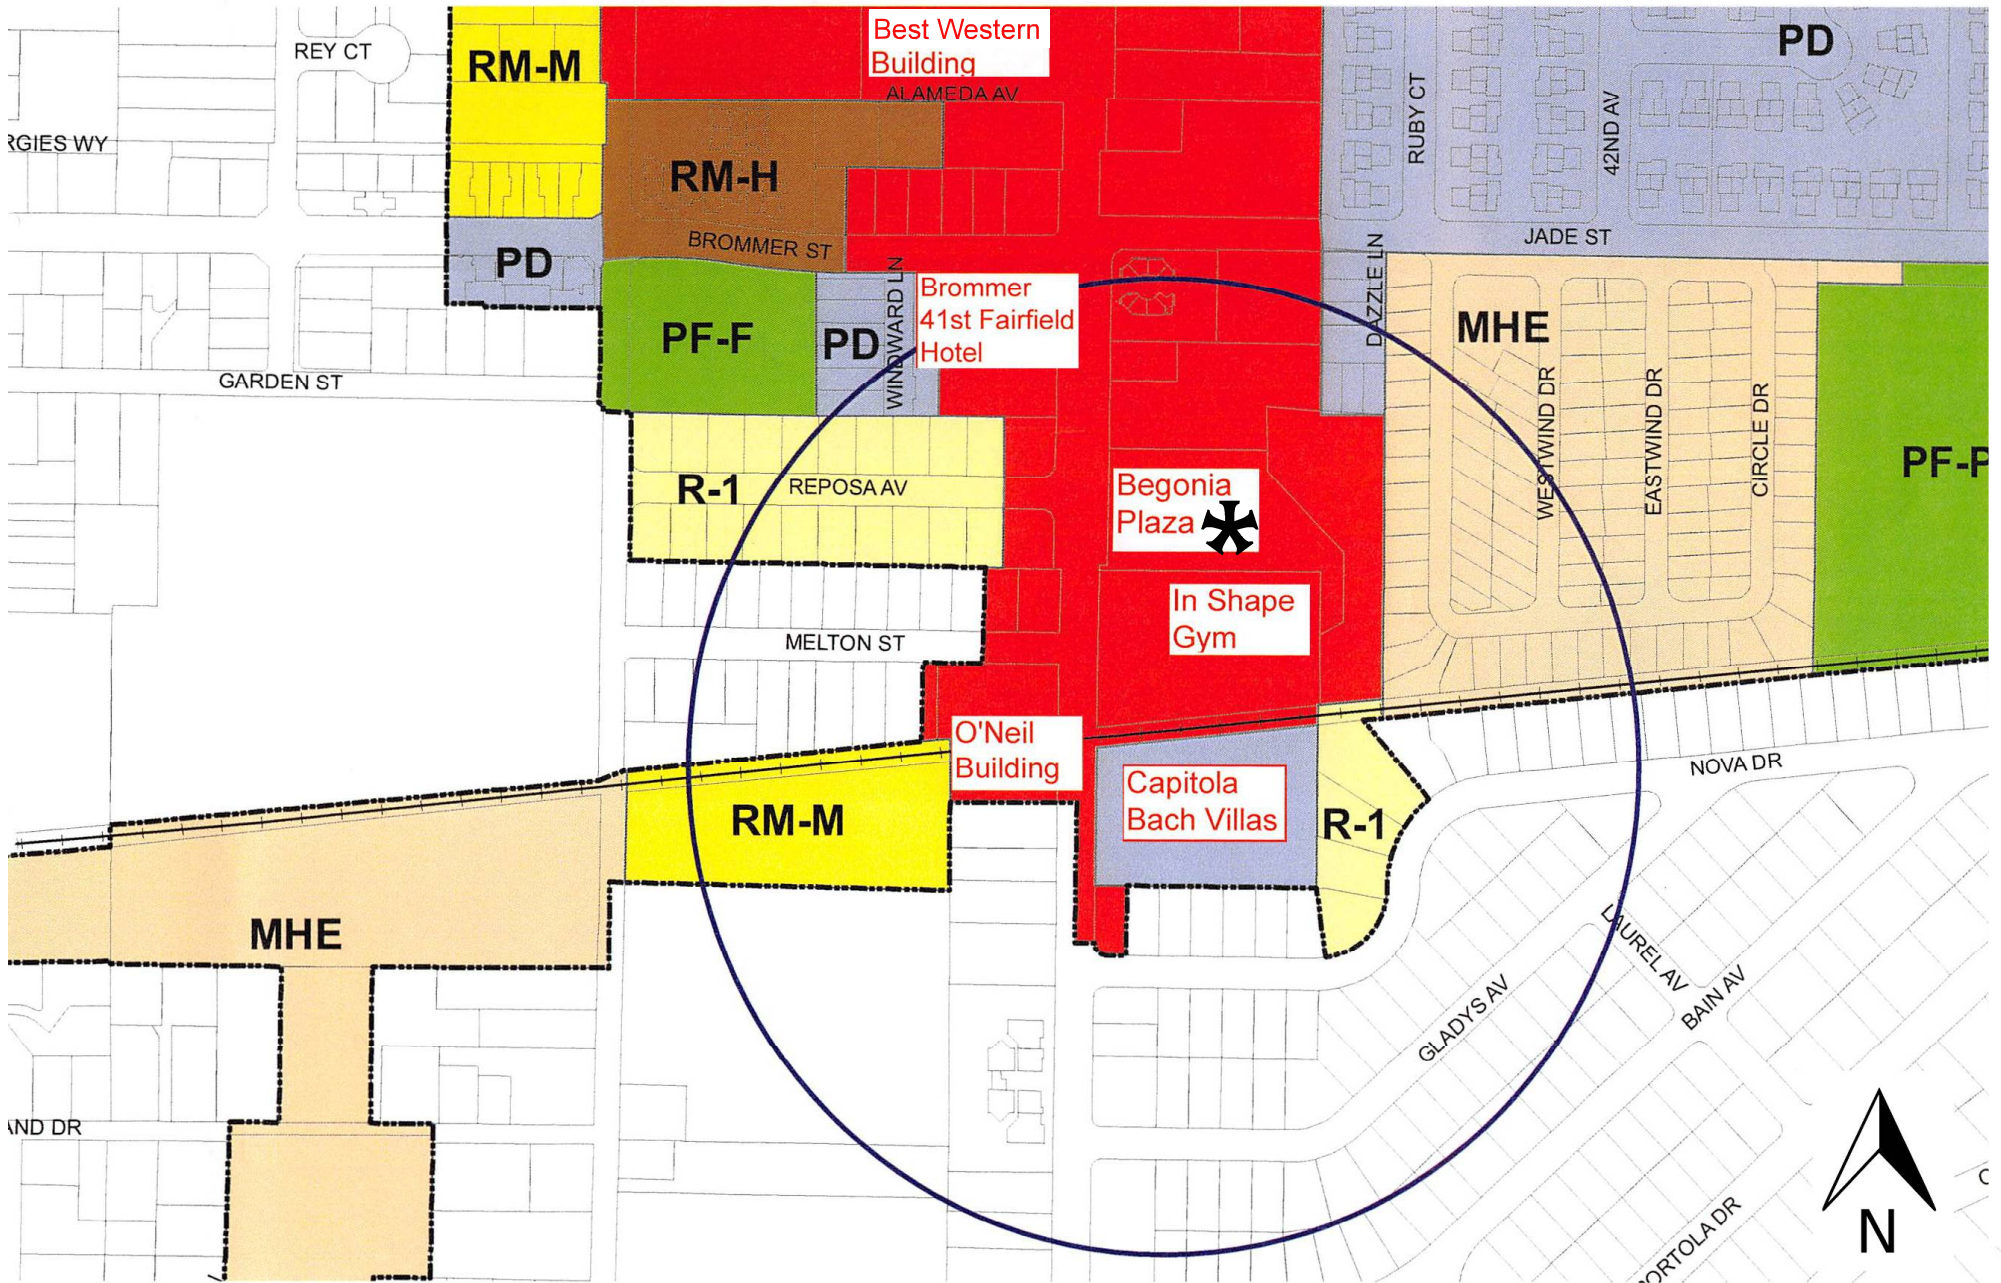 Best Western
Building
REY CT
RM-M
PD
ALAMEDA AV
RUBY CT
42ND AV
RGIES WY
RM-H
BROMMER ST
JADE ST
PD
WINDWARD LN
DAZZLE LN
Brommer
41st Fairfield
Hotel
PF-F
PD
MHE
GARDEN ST
WESTWIND DR
EASTWIND DR
CIRCLE DR
PF-P
R-1
REPOSA AV
Begonia
Plaza
In Shape
Gym
MELTON ST
O'Neil
Building
Capitola
Bach Villas
NOVA DR
RM-M
R-1
MHE
LAUREL AV
GLADYS AV
BAIN AV
AND DR
PORTOLA DR
N